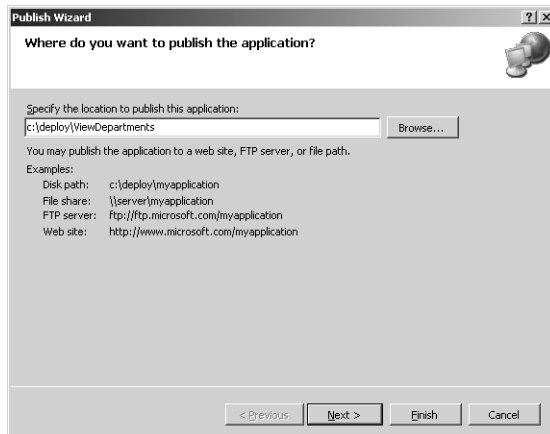 Publish Wizard
Where do you want to publish the application?
Specify the location to publish this application:
c:\deploy\ViewDepartments
Browse...
You may publish the application to a web site, FTP server, or file path.
Examples:
Disk path: c:\deploy\myapplication
File share: \\server\myapplication
FTP server: ftp://ftp.microsoft.com/myapplication
Web site: http://www.microsoft.com/myapplication
< Previous Next > Finish Cancel